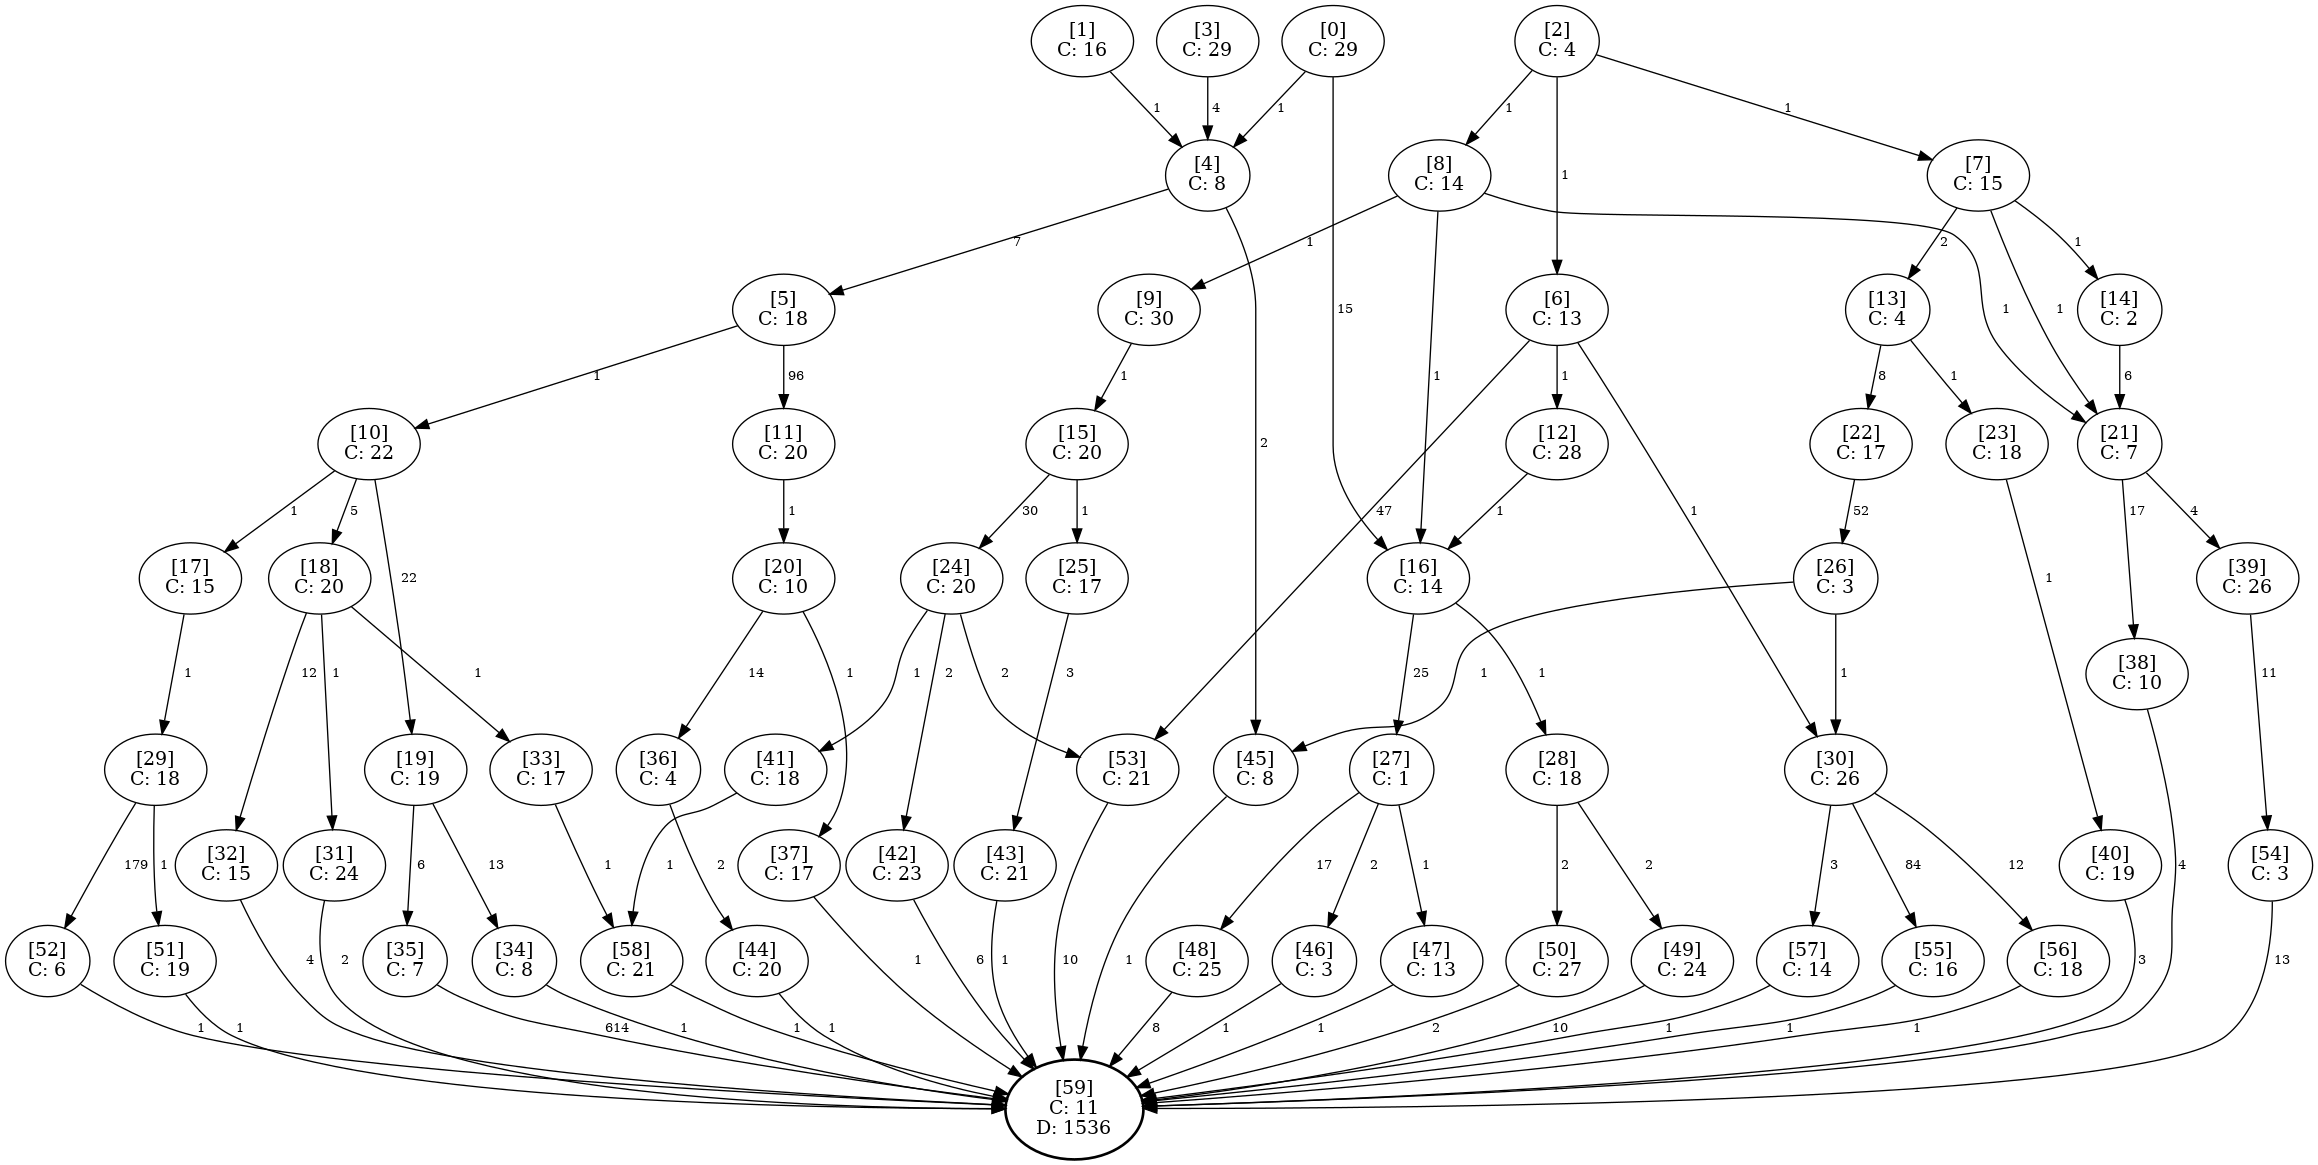 [1]
C: 16
[3]
C: 29
[0]
C: 29
[2]
C: 4
1
4
1
1
1
[8]
C: 14
[7]
C: 15
[4]
C: 8
1
7
1
2
1
[5]
C: 18
[9]
C: 30
[6]
C: 13
[13]
C: 4
[14]
C: 2
15
1
1
1
96
1
1
1
8
1
6
[10]
C: 22
[11]
C: 20
[15]
C: 20
[12]
C: 28
[22]
C: 17
[23]
C: 18
[21]
C: 7
2
1
5
1
30
1
47
1
1
52
17
4
[17]
C: 15
[18]
C: 20
22
[20]
C: 10
[24]
C: 20
[25]
C: 17
[16]
C: 14
[26]
C: 3
1
[39]
C: 26
1
12
1
1
14
1
1
2
2
3
25
1
1
1
[38]
C: 10
11
[29]
C: 18
[19]
C: 19
[33]
C: 17
[36]
C: 4
[41]
C: 18
[53]
C: 21
[45]
C: 8
[27]
C: 1
[28]
C: 18
[30]
C: 26
179
1
[32]
C: 15
[31]
C: 24
6
13
1
1
2
[37]
C: 17
[42]
C: 23
[43]
C: 21
17
2
1
2
2
3
84
12
[40]
C: 19
4
[54]
C: 3
[52]
C: 6
[51]
C: 19
4
2
[35]
C: 7
[34]
C: 8
[58]
C: 21
[44]
C: 20
1
6
1
10
1
[48]
C: 25
[46]
C: 3
[47]
C: 13
[50]
C: 27
[49]
C: 24
[57]
C: 14
[55]
C: 16
[56]
C: 18
3
13
1
1
614
1
1
1
8
1
1
2
10
1
1
1
[59]
C: 11
D: 1536